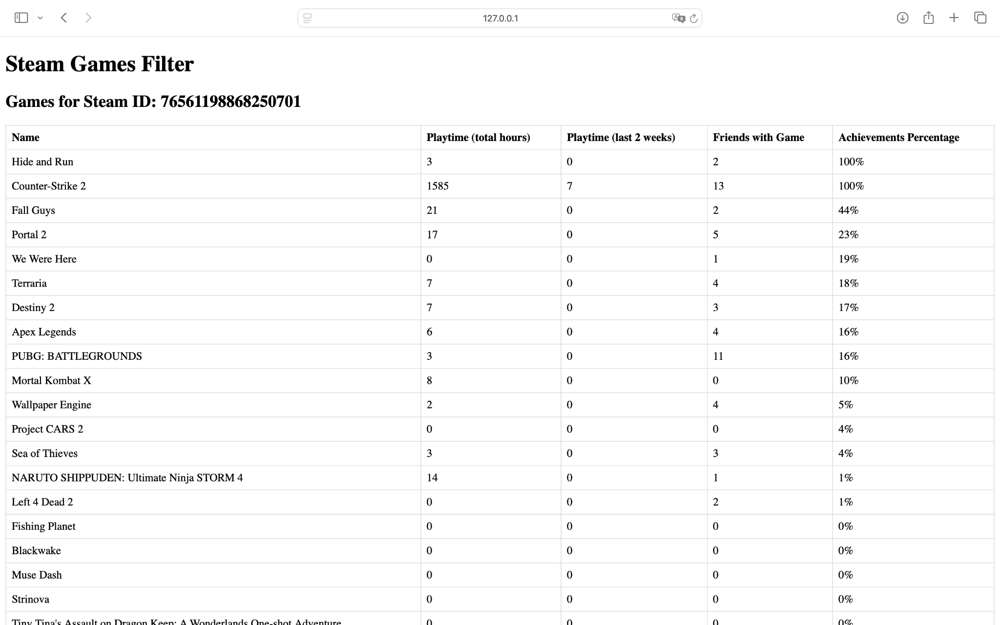 127.0.0.1
Steam Games Filter
Games for Steam ID: 76561198868250701
Name Playtime (total hours) Playtime (last 2 weeks) Friends with Game Achievements Percentage
Hide and Run 3 0 2 100%
Counter-Strike 2 1585 7 13 100%
Fall Guys 21 0 2 44%
Portal 2 17 0 5 23%
We Were Here 0 0 1 19%
Terraria 7 0 4 18%
Destiny 2 7 0 3 17%
Apex Legends 6 0 4 16%
PUBG: BATTLEGROUNDS 3 0 11 16%
Mortal Kombat X 8 0 0 10%
Wallpaper Engine 2 0 4 5%
Project CARS 2 0 0 0 4%
Sea of Thieves 3 0 3 4%
NARUTO SHIPPUDEN: Ultimate Ninja STORM 4 14 0 1 1%
Left 4 Dead 2 0 0 2 1%
Fishing Planet 0 0 0 0%
Blackwake 0 0 0 0%
Muse Dash 0 0 0 0%
Strinova 0 0 0 0%
Tiny Tina's Assault on Dragon Keep: A Wonderlands One-shot Adventure 0 0 0 0%